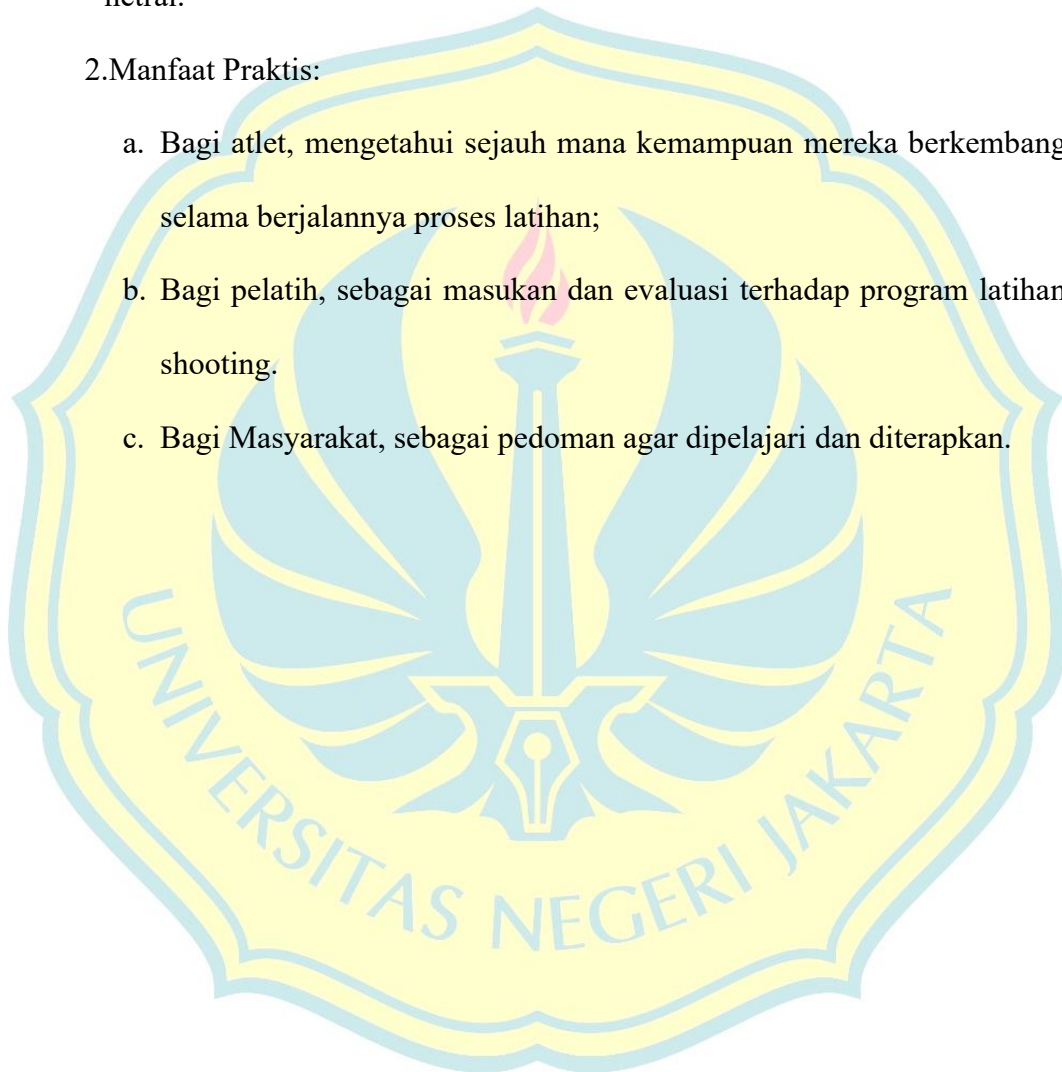 2.Manfaat Praktis:
a. Bagi atlet, mengetahui sejauh mana kemampuan mereka berkembang
selama berjalannya proses latihan;
b. Bagi pelatih, sebagai masukan dan evaluasi terhadap program latihan
shooting.
c. Bagi Masyarakat, sebagai pedoman agar dipelajari dan diterapkan.
UNIVERSITAS NEGERI JAKARTA